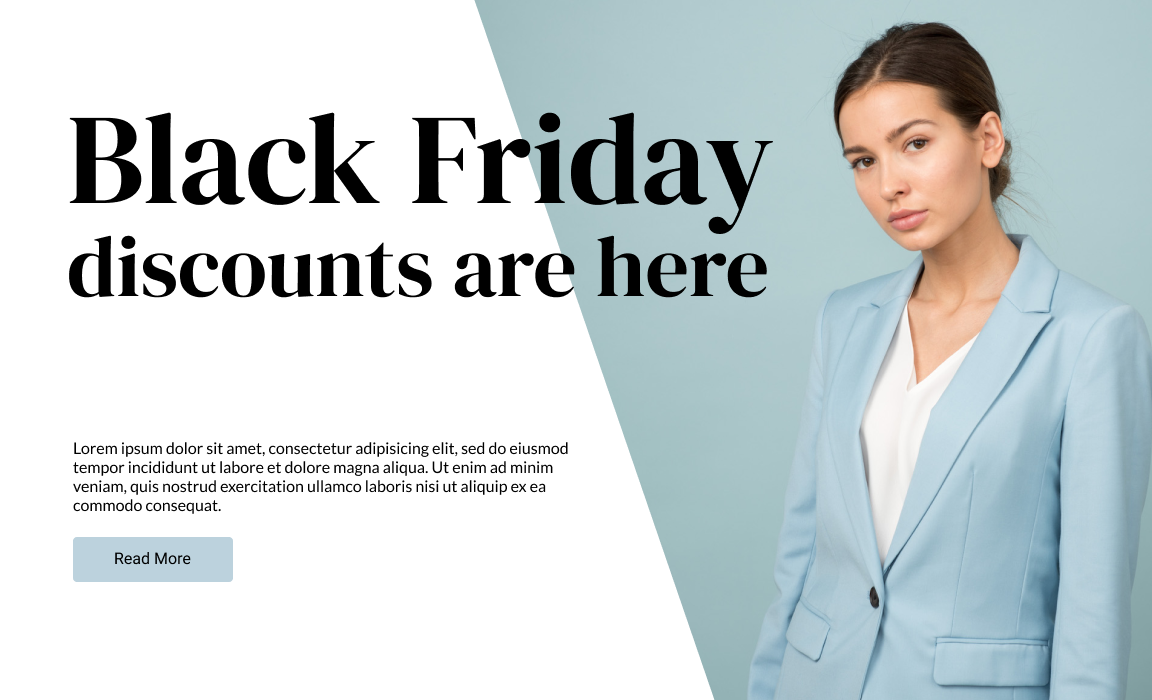 Black Friday
discounts are here
Lorem ipsum dolor sit amet, consectetur adipisicing elit, sed do eiusmod
tempor incididunt ut labore et dolore magna aliqua. Ut enim ad minim
veniam, quis nostrud exercitation ullamco laboris nisi ut aliquip ex ea
commodo consequat.
Read More